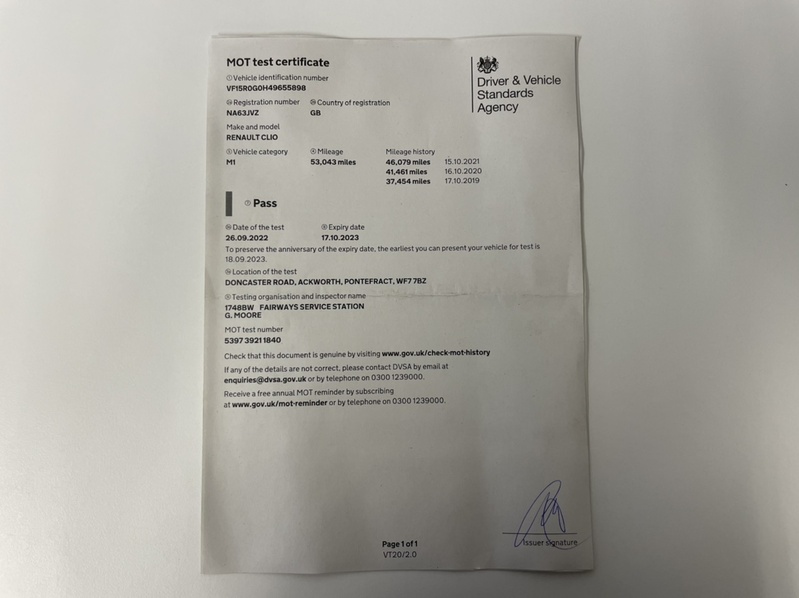 MOT test certificate
Driver & Vehicle
Standards
Agency
Vehicle identification number
VF15R0G0H49655898
Registration number Country of registration
NA63JVZ GB
Make and model
RENAULT CLIO
Vehicle category Mileage Mileage history
M1 53,043 miles 46,079 miles 15.10.2021
41,461 miles 16.10.2020
37,454 miles 17.10.2019
Pass
Date of the test Expiry date
26.09.2022 17.10.2023
To preserve the anniversary of the expiry date, the earliest you can present your vehicle for test is
18.09.2023.
Location of the test
DONCASTER ROAD, ACKWORTH, PONTEFRACT, WF7 7BZ
Testing organisation and inspector name
1748BW FAIRWAYS SERVICE STATION
G. MOORE
MOT test number
5397 3921 1840
Check that this document is genuine by visiting www.gov.uk/check-mot-history
If any of the details are not correct, please contact DVSA by email at
enquiries@dvsa.gov.uk or by telephone on 0300 1239000.
Receive a free annual MOT reminder by subscribing
at www.gov.uk/mot-reminder or by telephone on 0300 1239000.
Issuer signature
Page 1 of 1
VT20/2.0